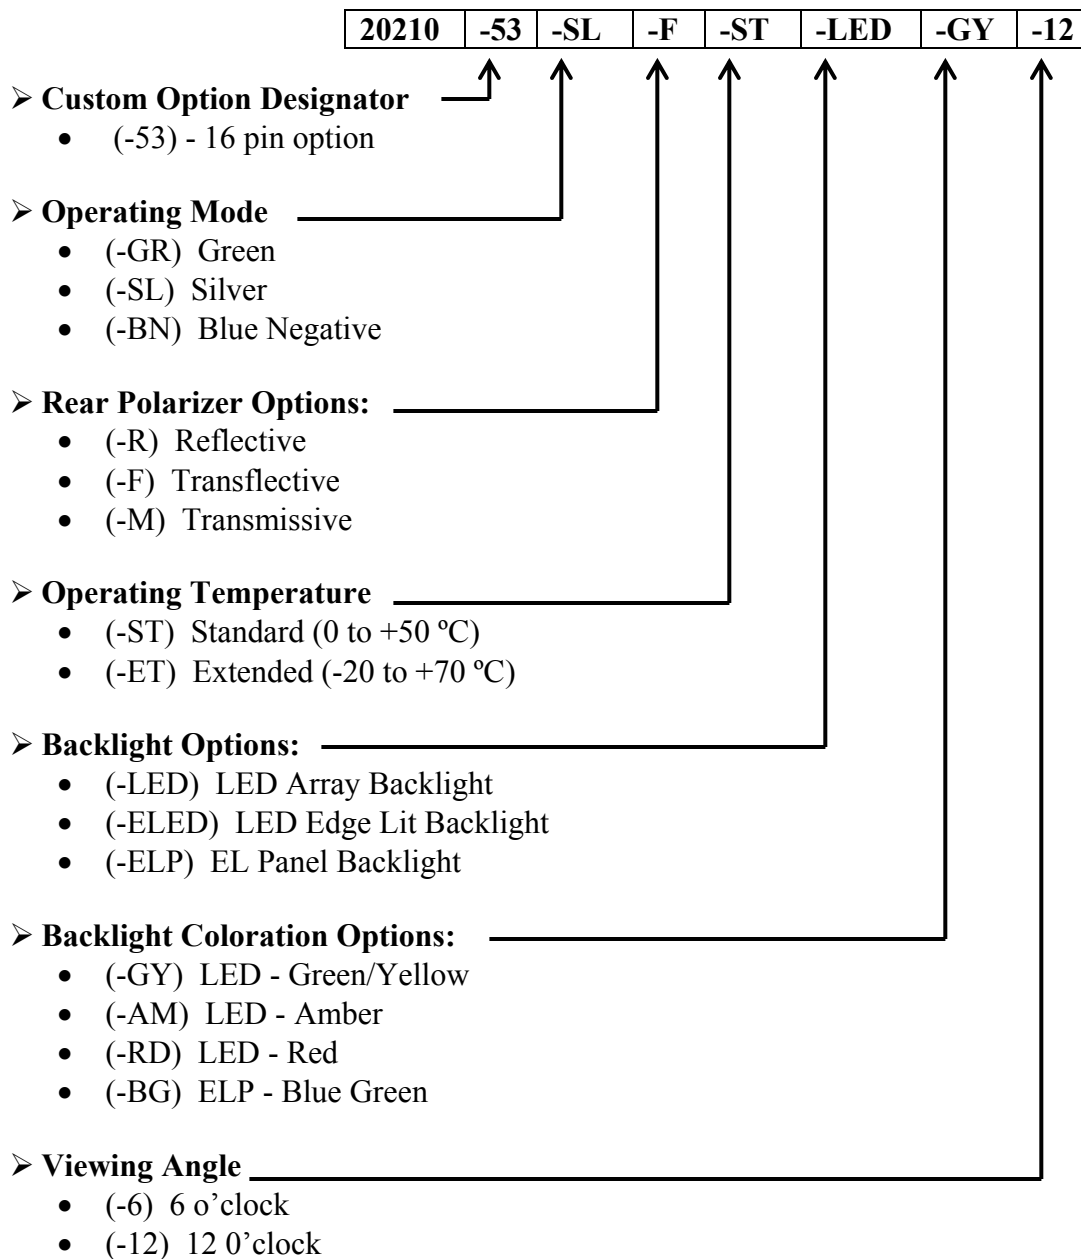 20210 -53 -SL -F -ST -LED -GY -12
➢ Custom Option Designator
• (-53) - 16 pin option
➢ Operating Mode
• (-GR) Green
• (-SL) Silver
• (-BN) Blue Negative
➢ Rear Polarizer Options:
• (-R) Reflective
• (-F) Transflective
• (-M) Transmissive
➢ Operating Temperature
• (-ST) Standard (0 to +50 ºC)
• (-ET) Extended (-20 to +70 ºC)
➢ Backlight Options:
• (-LED) LED Array Backlight
• (-ELED) LED Edge Lit Backlight
• (-ELP) EL Panel Backlight
➢ Backlight Coloration Options:
• (-GY) LED - Green/Yellow
• (-AM) LED - Amber
• (-RD) LED - Red
• (-BG) ELP - Blue Green
➢ Viewing Angle
• (-6) 6 o’clock
• (-12) 12 0’clock